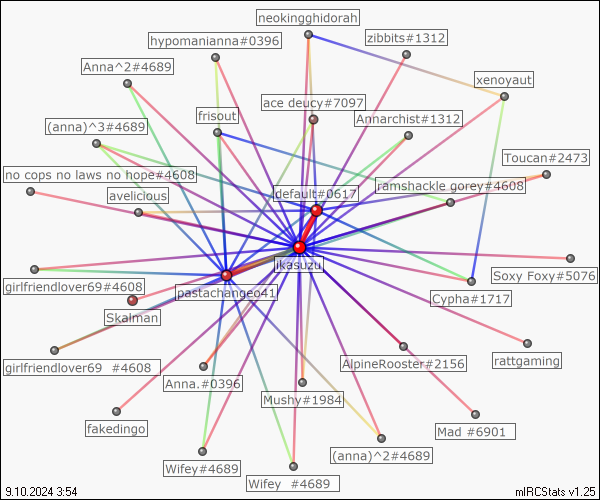 neokingghidorah
zibbits#1312
hypomanianna#0396
Anna^2#4689
xenoyaut
ace deucy#7097
frisout
Annarchist#1312
(anna)^3#4689
Toucan#2473
no cops no laws no hope#4608
ramshackle gorey#4608
default#0617
avelicious
ikasuzu
Soxy Foxy#5076
girlfriendlover69#4608
pastachangeo41
Cypha#1717
Skalman
rattgaming
girlfriendlover69 #4608
AlpineRooster#2156
Anna.#0396
Mushy#1984
fakedingo
Mad #6901
(anna)^2#4689
Wifey#4689
Wifey #4689
9.10.2024 3:54
mIRCStats v1.25